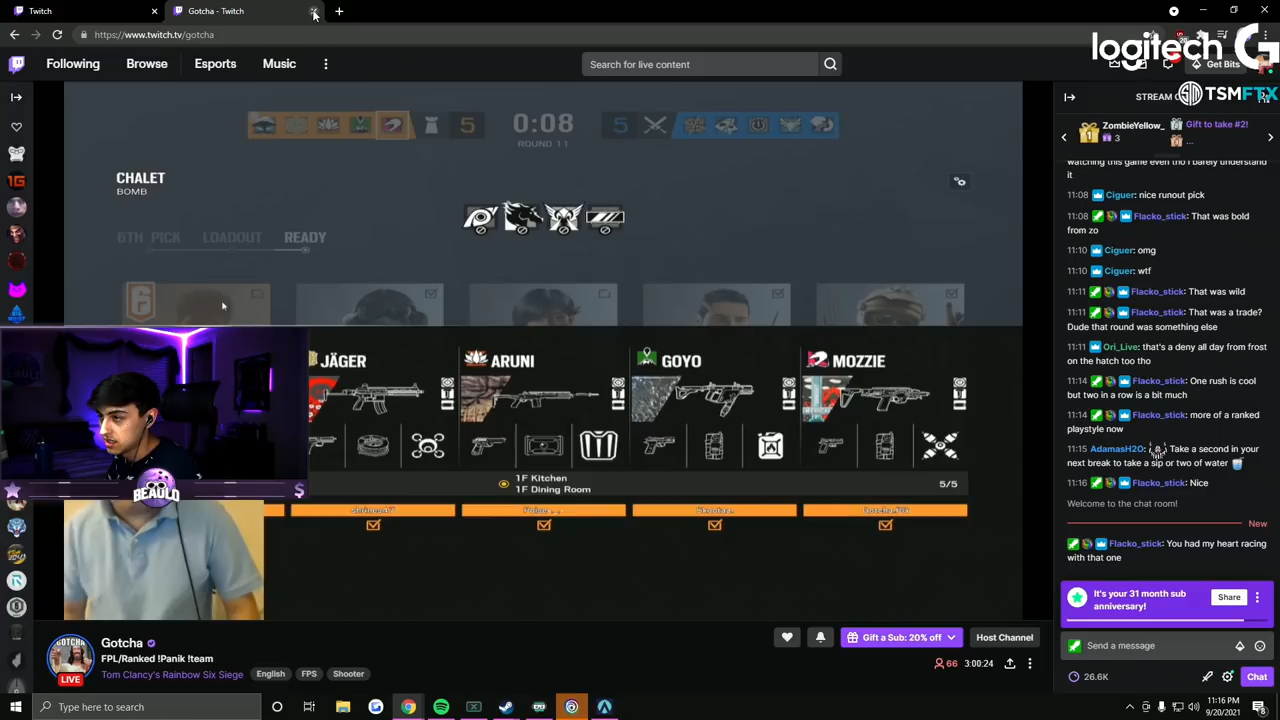 Twitch
Gotcha - Twitch
https://www.twitch.tv/gotcha
logitech G
Following
Browse
Esports
Music
Search for live content
Get Bits
STREAM
TSMFTX
ZombieYellow_
3
Gift to take #2!
...
5
0:08
5
ROUND 11
CHALET
BOMB
6TH PICK
LOADOUT
READY
JÄGER
ARUNI
GOYO
MOZZIE
1F Kitchen
1F Dining Room
5/5
BEAULO
watching this game even tho I barely understand
it
11:08 Ciguer: nice runout pick
11:08 Flacko_stick: That was bold
from zo
11:10 Ciguer: omg
11:10 Ciguer: wtf
11:11 Flacko_stick: That was wild
11:11 Flacko_stick: That was a trade?
Dude that round was something else
11:11 Ori_Live: that's a deny all day from frost
on the hatch too tho
11:14 Flacko_stick: One rush is cool
but two in a row is a bit much
11:14 Flacko_stick: more of a ranked
playstyle now
11:15 AdamasH2O: Take a second in your
next break to take a sip or two of water
11:16 Flacko_stick: Nice
Welcome to the chat room!
New
Flacko_stick: You had my heart racing
with that one
It's your 31 month sub
anniversary!
Share
Send a message
26.6K
Chat
GOTCHA
LIVE
Gotcha
FPL/Ranked !Panik !team
Tom Clancy's Rainbow Six Siege
English
FPS
Shooter
Gift a Sub: 20% off
Host Channel
66
3:00:24
Type here to search
11:16 PM
9/20/2021